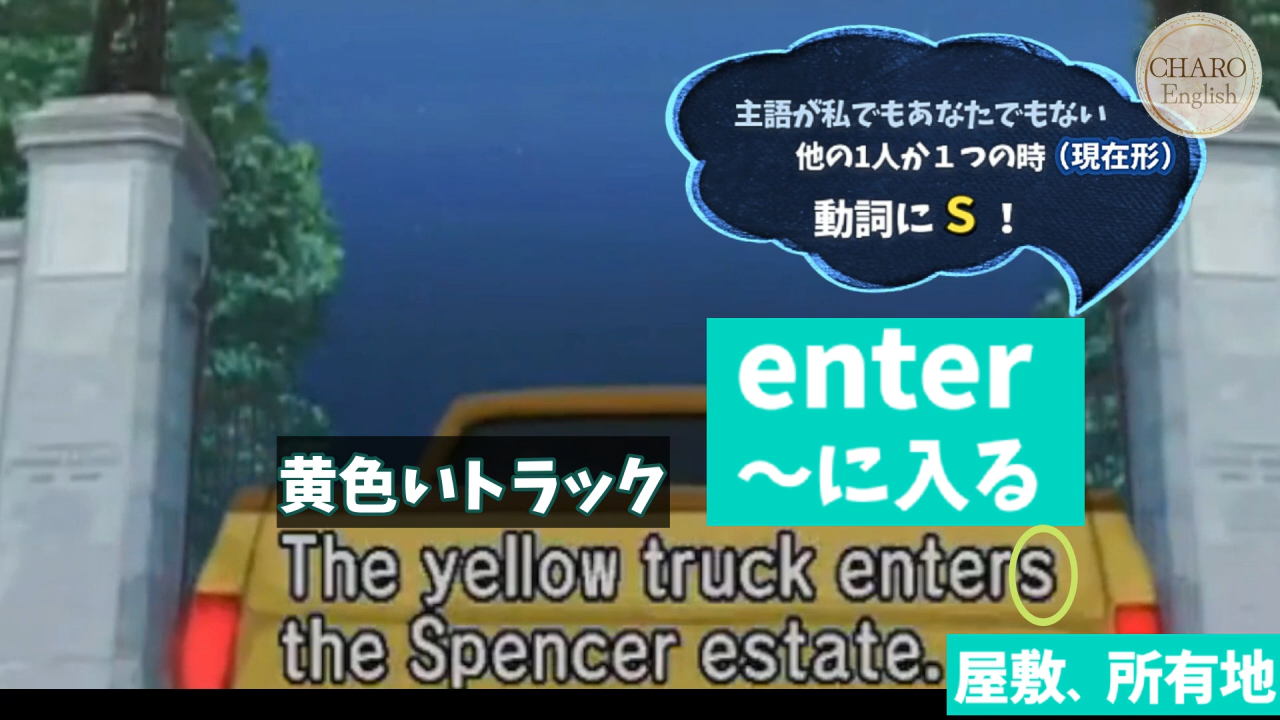 CHARO
English
主語が私でもあなたでもない
他の1人か1つの時（現在形）
動詞に S ！
enter
～に入る
黄色いトラック
The yellow truck enters
the Spencer estate.
屋敷、所有地